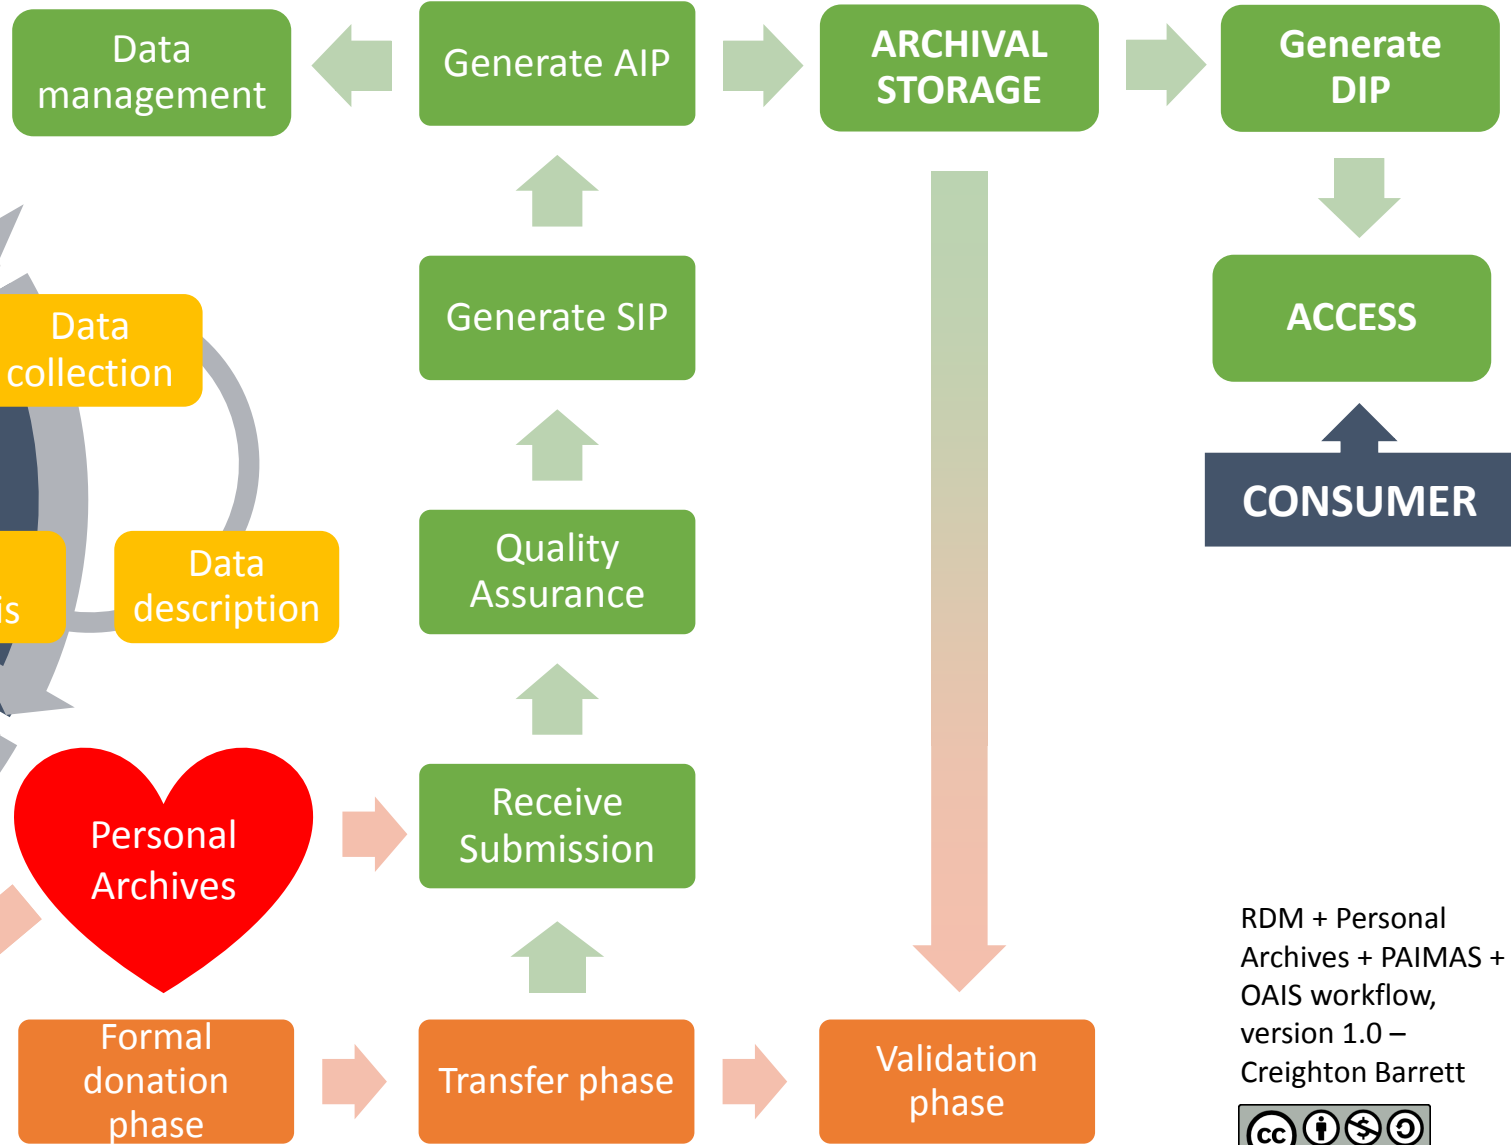 Data
management
Generate AIP
ARCHIVAL
STORAGE
Generate
DIP
Data
collection
Generate SIP
ACCESS
CONSUMER
is
Data
description
Quality
Assurance
Personal
Archives
Receive
Submission
Formal
donation
phase
Transfer phase
Validation
phase
RDM + Personal
Archives + PAIMAS +
OAIS workflow,
version 1.0 –
Creighton Barrett
cc